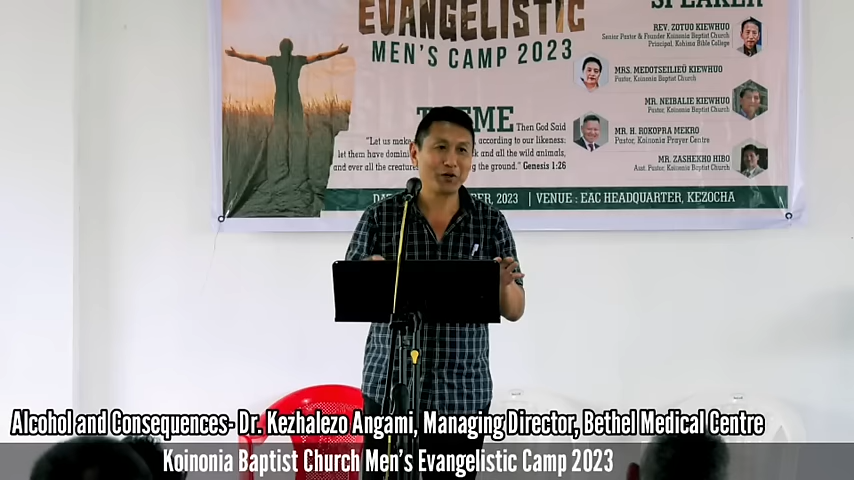 SPEAKER
EVANGELISTIC
MEN'S CAMP 2023
REV. ZOTUO KIEWHUO
Senior Pastor & Founder Koinonia Baptist Church
Principal, Kohima Bible College
MRS. MEDOTSEILIEÜ KIEWHUO
Pastor, Koinonia Baptist Church
MR. NEIBALIE KIEWHUO
Pastor, Koinonia Baptist Church
MR. H. ROKOPRA MEKRO
Pastor, Koinonia Prayer Centre
MR. ZASHEKHO HIBO
Asst. Pastor, Koinonia Baptist Church
THEME
Then God Said
"Let us make according to our likeness:
let them have and all the wild animals,
and over all the the ground." Genesis 1:26
2023 | VENUE : EAC HEADQUARTER, KEZOCHA
Alcohol and Consequences- Dr. Kezhalezo Angami, Managing Director, Bethel Medical Centre
Koinonia Baptist Church Men's Evangelistic Camp 2023